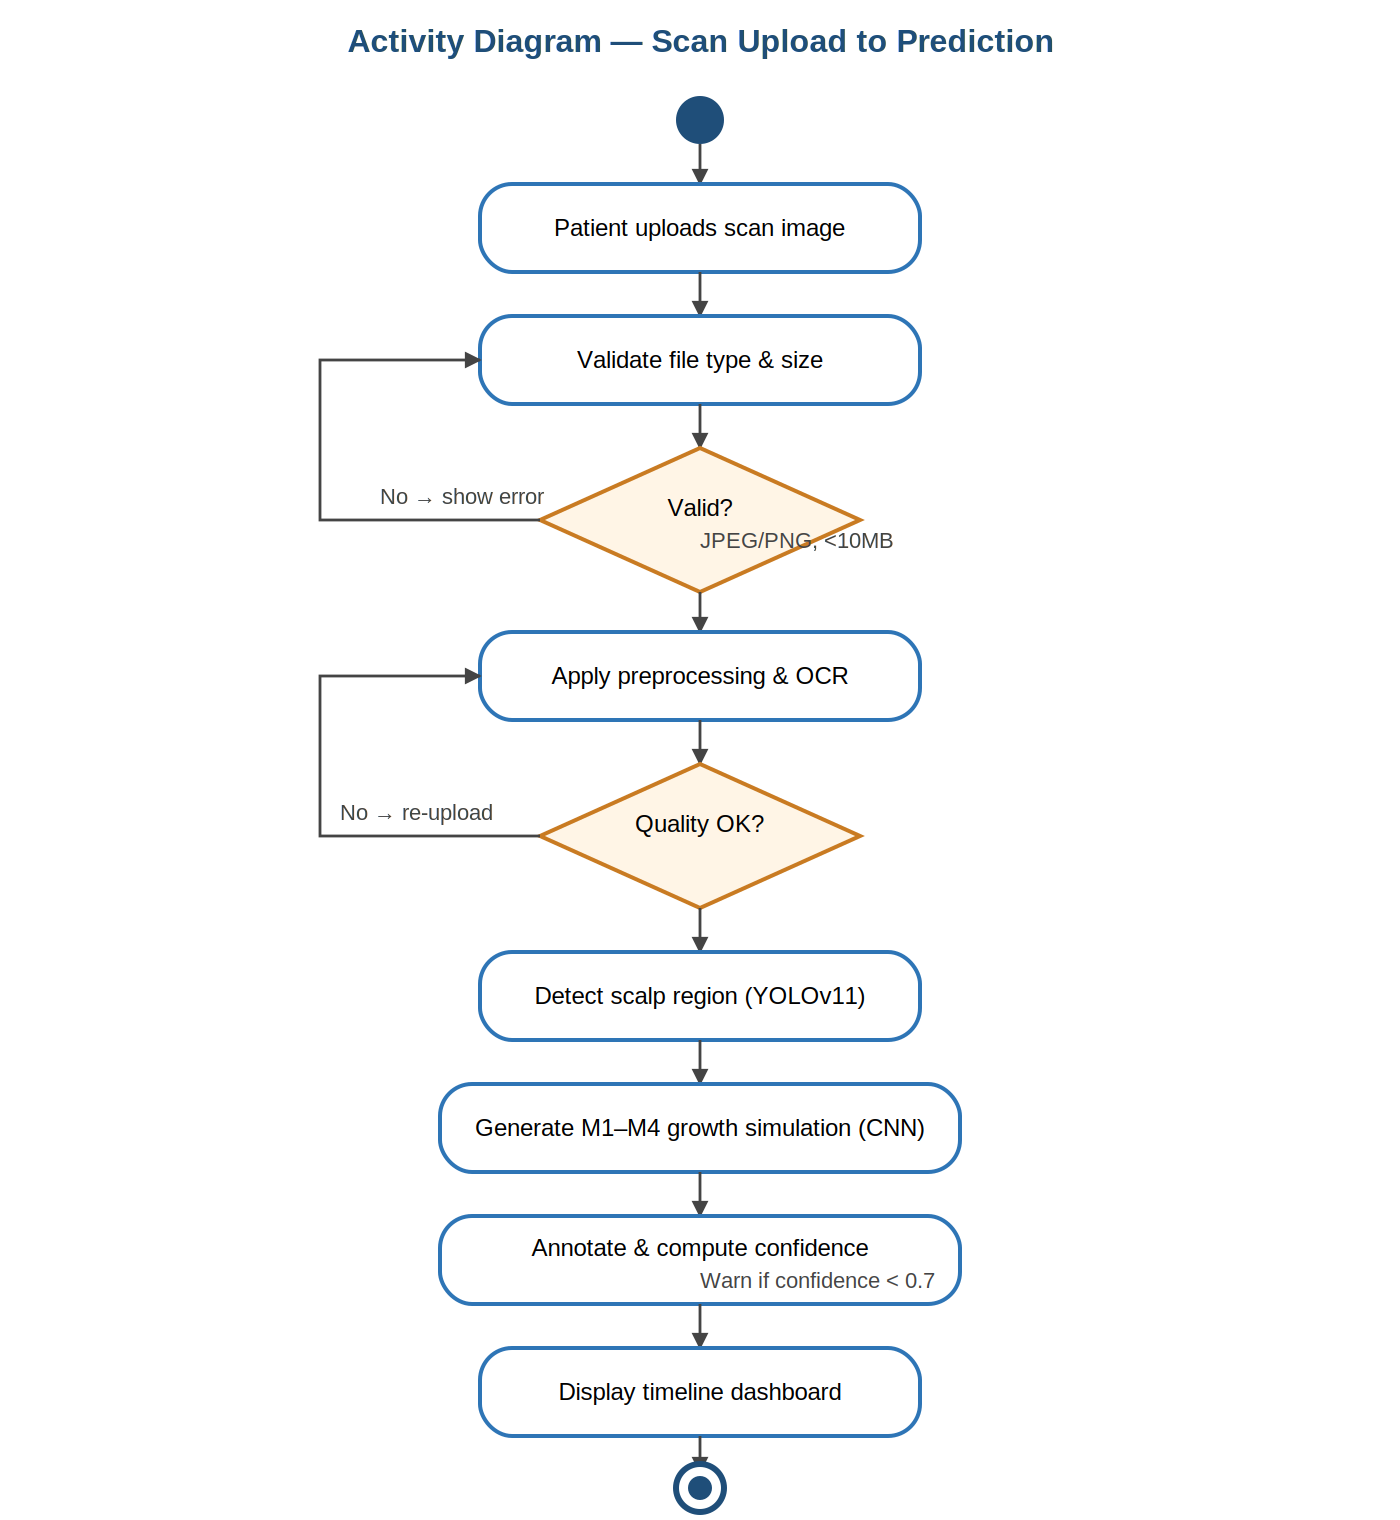 Activity Diagram — Scan Upload to Prediction
Patient uploads scan image
Validate file type & size
No → show error
Valid?
JPEG/PNG, <10MB
Apply preprocessing & OCR
No → re-upload
Quality OK?
Detect scalp region (YOLOv11)
Generate M1–M4 growth simulation (CNN)
Annotate & compute confidence
Warn if confidence < 0.7
Display timeline dashboard